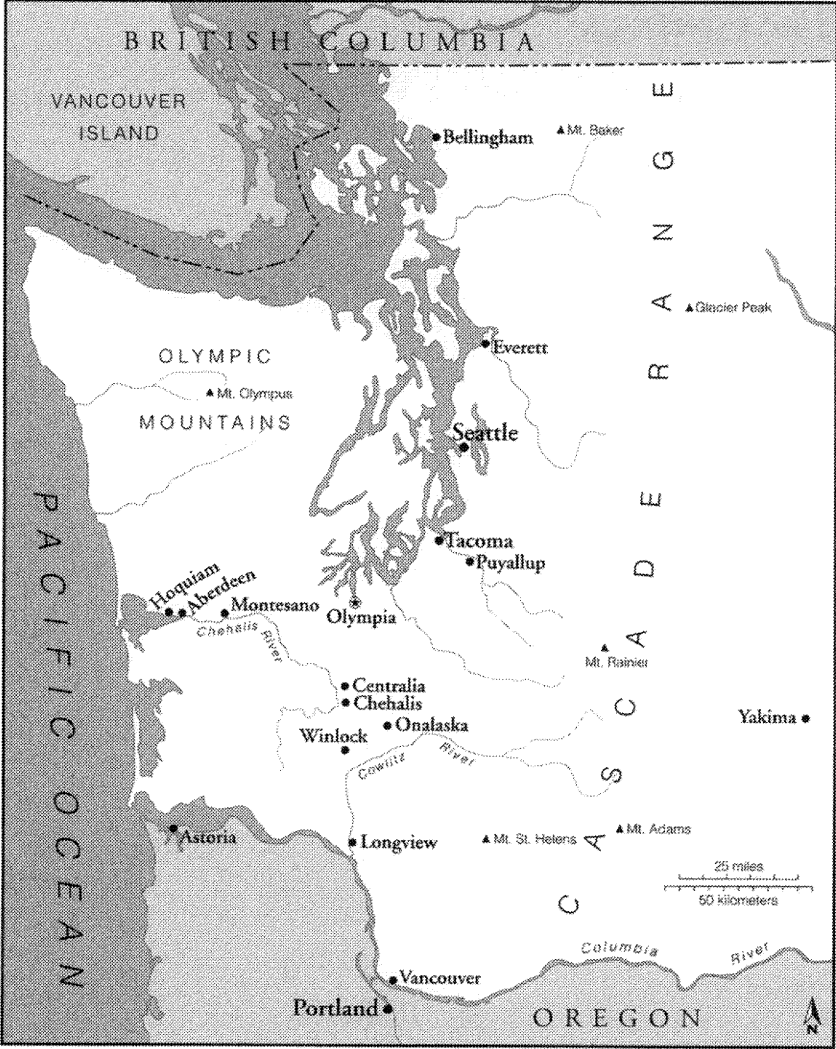 BRITISH COLUMBIA
VANCOUVER
ISLAND
Bellingham
Mt. Baker
CASCADE RANGE
Glacier Peak
Everett
OLYMPIC
Mt. Olympus
MOUNTAINS
Seattle
PACIFIC OCEAN
Tacoma
Puyallup
Hoquiam
Aberdeen
Montesano
Olympia
Chehalis River
Mt. Rainier
Centralia
Chehalis
Onalaska
Yakima
Winlock
Cowlitz River
Astoria
Longview
Mt. St. Helens
Mt. Adams
25 miles
50 kilometers
Columbia River
Vancouver
Portland
OREGON
N